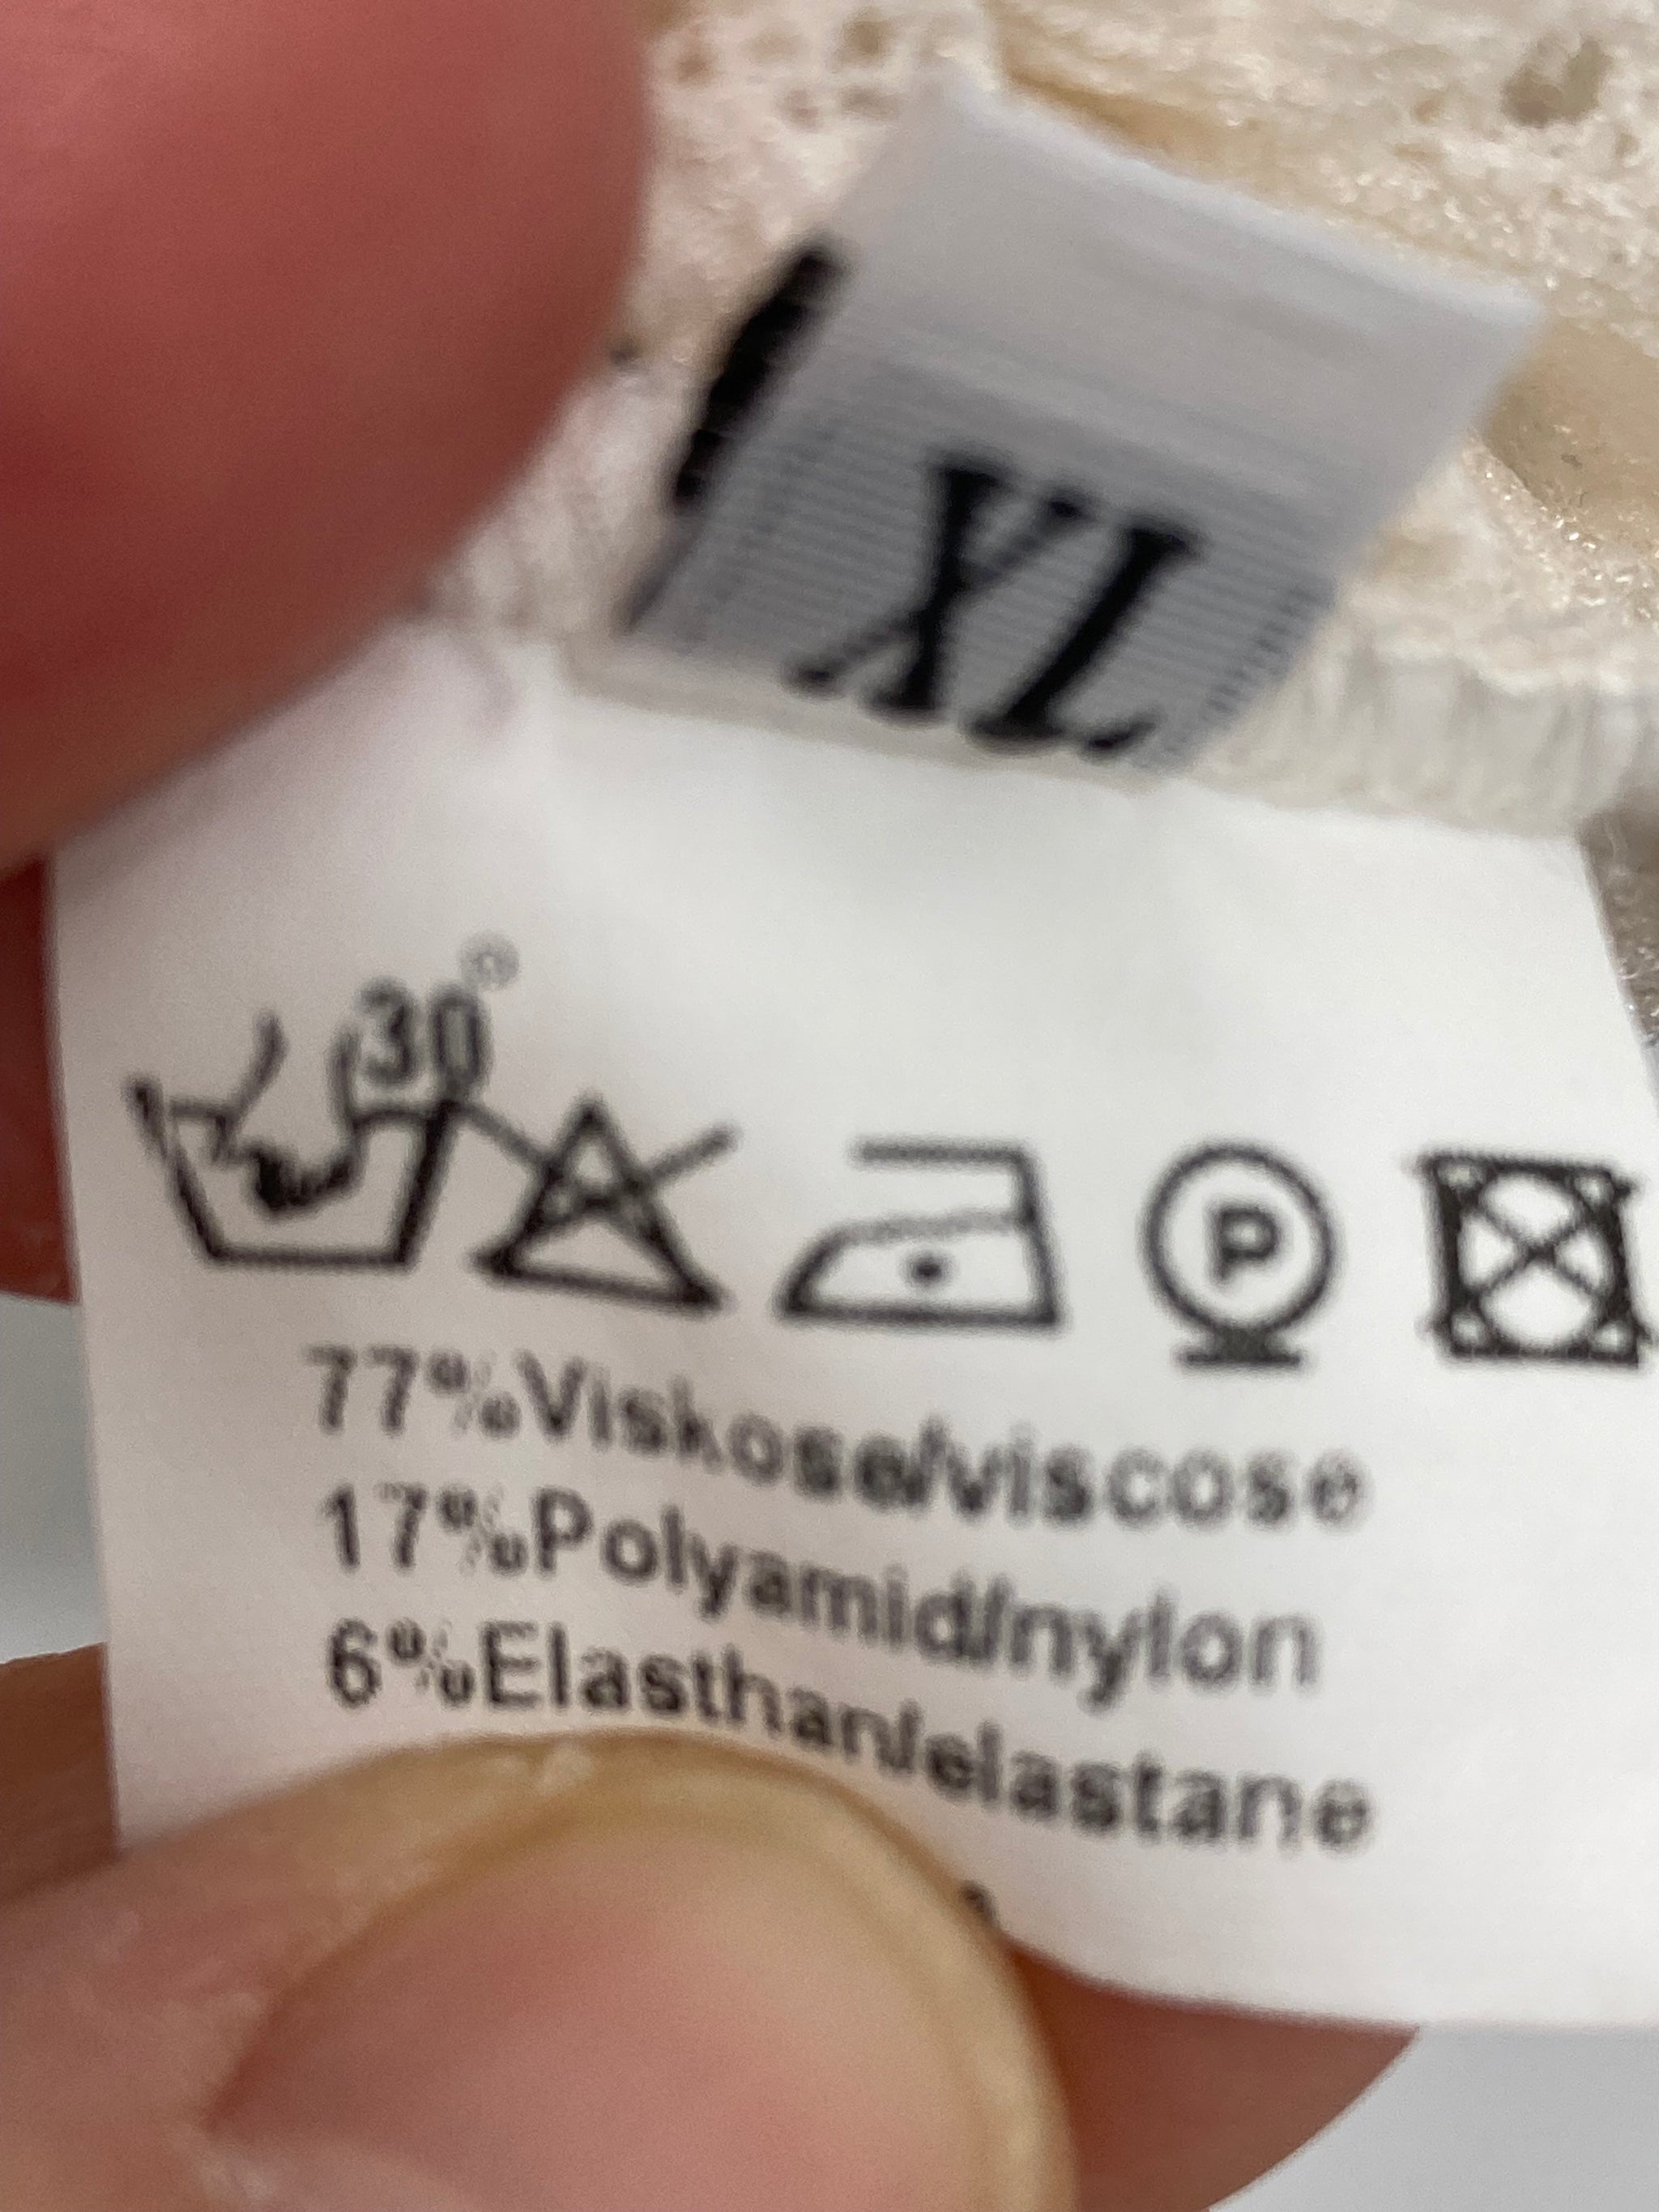 XL
30°
P
77%Viskose/viscose
17%Polyamid/nylon
6%Elasthan/elastane